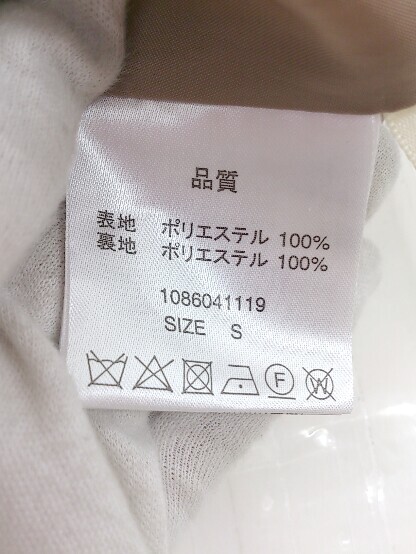 品質
表地 ポリエステル 100%
裏地 ポリエステル 100%
1086041119
SIZE S
F W